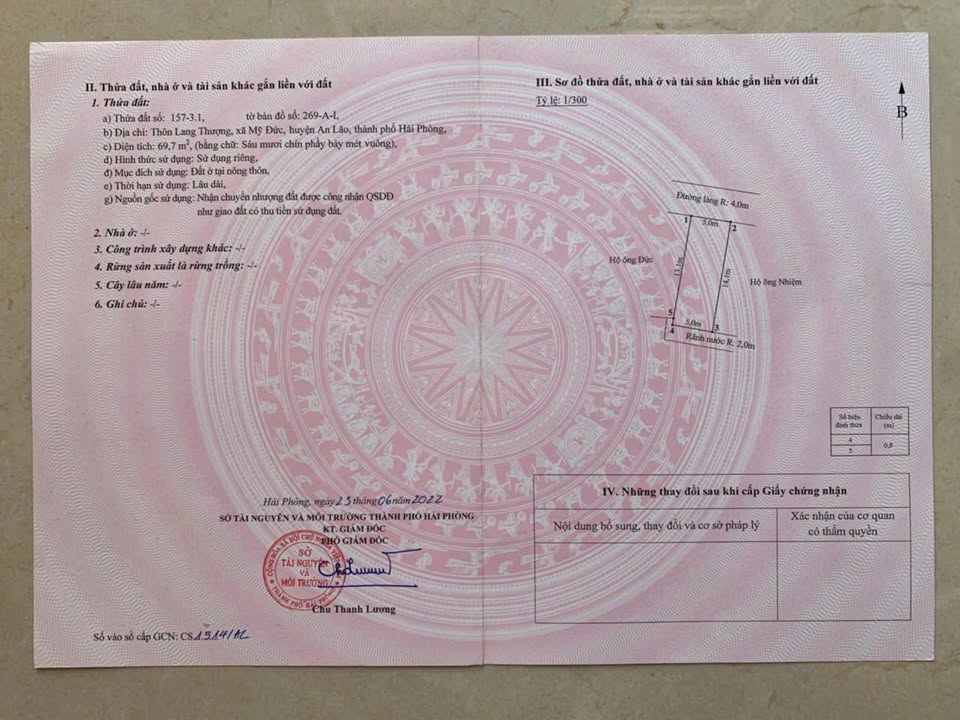 II. Thửa đất, nhà ở và tài sản khác gắn liền với đất
1. Thửa đất:
a) Thửa đất số: 157-3.1, tờ bản đồ số: 269-A-I,
b) Địa chỉ: Thôn Lang Thượng, xã Mỹ Đức, huyện An Lão, thành phố Hải Phòng,
c) Diện tích: 69,7 m², (bằng chữ: Sáu mươi chín phẩy bảy mét vuông),
d) Hình thức sử dụng: Sử dụng riêng,
đ) Mục đích sử dụng: Đất ở tại nông thôn,
e) Thời hạn sử dụng: Lâu dài,
g) Nguồn gốc sử dụng: Nhận chuyển nhượng đất được công nhận QSDĐ
như giao đất có thu tiền sử dụng đất.
2. Nhà ở: -/-
3. Công trình xây dựng khác: -/-
4. Rừng sản xuất là rừng trồng: -/-
5. Cây lâu năm: -/-
6. Ghi chú: -/-
Hải Phòng, ngày 23 tháng 06 năm 2022
SỞ TÀI NGUYÊN VÀ MÔI TRƯỜNG THÀNH PHỐ HẢI PHÒNG
KT. GIÁM ĐỐC
PHÓ GIÁM ĐỐC
SỞ
TÀI NGUYÊN
VÀ
MÔI TRƯỜNG
THÀNH PHỐ HẢI PHÒNG
Chu Thanh Lương
Số vào sổ cấp GCN: CS
III. Sơ đồ thửa đất, nhà ở và tài sản khác gắn liền với đất
Tỷ lệ: 1/300
B
Đường làng R: 4,0m
1 5,0m 2
Hộ ông Đức
13,1m
14,1m
Hộ ông Nhiệm
5
5,0m
4 3
Rãnh nước R: 2,0m
Số hiệu đỉnh thửa
Chiều dài (m)
4
5
0,8
IV. Những thay đổi sau khi cấp Giấy chứng nhận
Nội dung bổ sung, thay đổi và cơ sở pháp lý
Xác nhận của cơ quan
có thẩm quyền